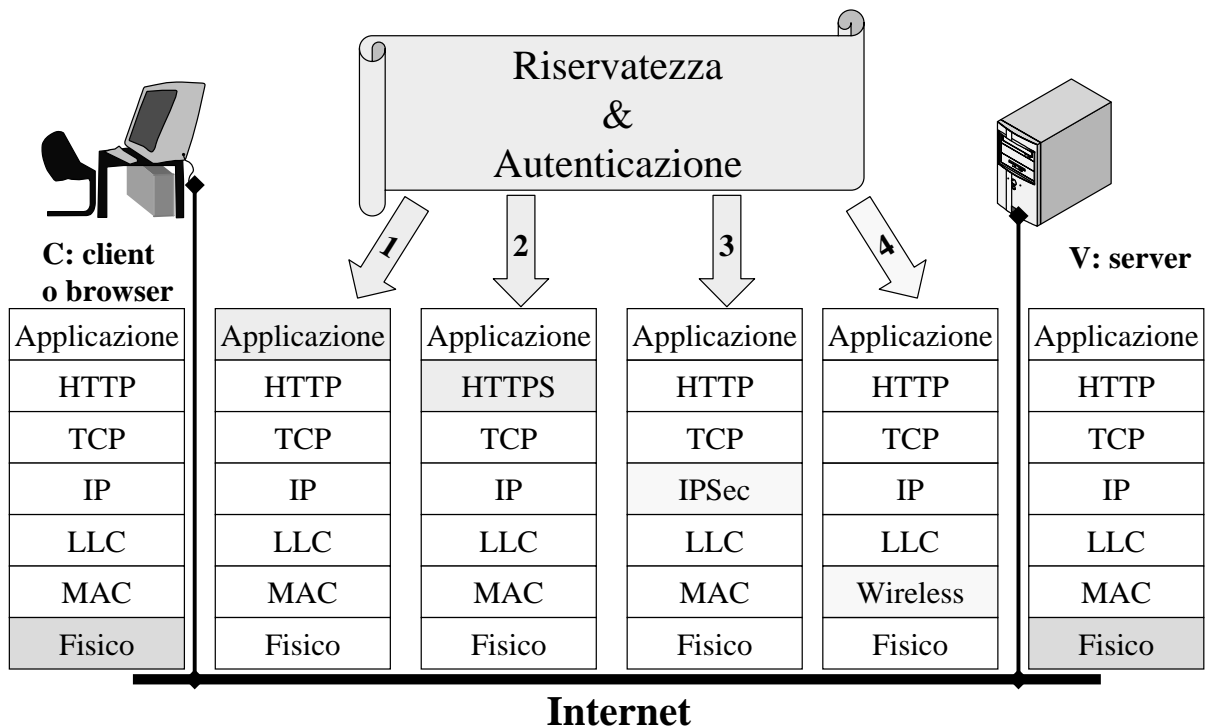 Riservatezza
&
Autenticazione
C: client
o browser
1
2
3
4
V: server
Applicazione
HTTP
TCP
IP
LLC
MAC
Fisico
Applicazione
HTTP
TCP
IP
LLC
MAC
Fisico
Applicazione
HTTPS
TCP
IP
LLC
MAC
Fisico
Applicazione
HTTP
TCP
IPSec
LLC
MAC
Fisico
Applicazione
HTTP
TCP
IP
LLC
Wireless
Fisico
Applicazione
HTTP
TCP
IP
LLC
MAC
Fisico
Internet